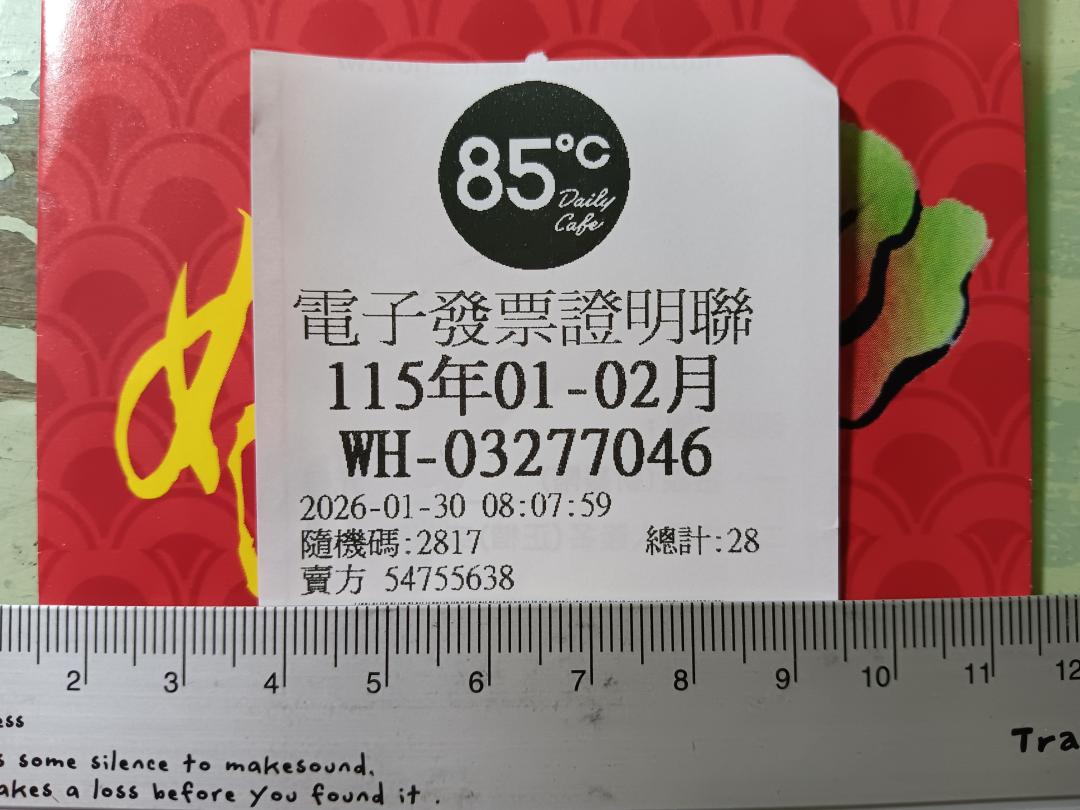 85°C
Daily
Cafe
電子發票證明聯
115年01-02月
WH-03277046
2026-01-30 08:07:59
隨機碼:2817 總計:28
賣方 54755638
2 3 4 5 6 7 8 9 10 11 12
ess
s some silence to makesound.
akes a loss before you found it .
Tra